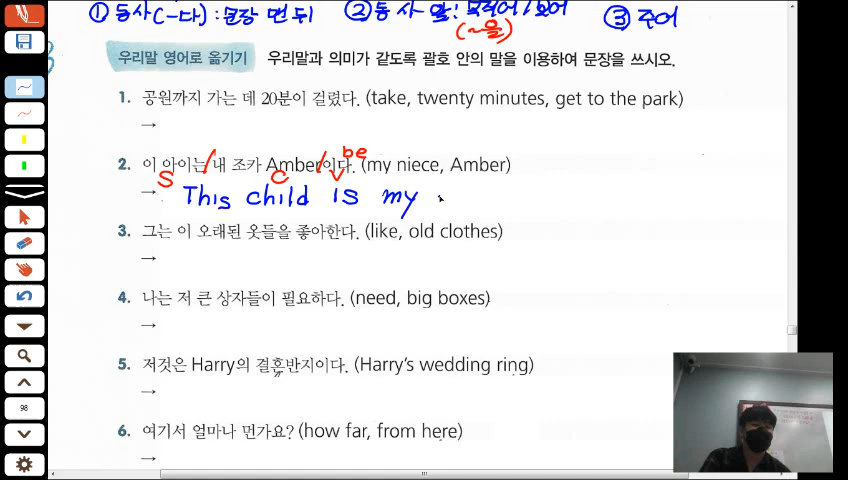 ① 동사(~다) : 문장 맨 뒤 ② 동사 앞! 목적어/보어 ③ 주어
(~을)
우리말 영어로 옮기기 우리말과 의미가 같도록 괄호 안의 말을 이용하여 문장을 쓰시오.
1. 공원까지 가는 데 20분이 걸렸다. (take, twenty minutes, get to the park)
→
be
2. 이 아이는 / 내 조카 Amber / 이다. (my niece, Amber)
S C V
→ This child is my
3. 그는 이 오래된 옷들을 좋아한다. (like, old clothes)
→
4. 나는 저 큰 상자들이 필요하다. (need, big boxes)
→
5. 저것은 Harry의 결혼반지이다. (Harry's wedding ring)
→
98
6. 여기서 얼마나 먼가요? (how far, from here)
→